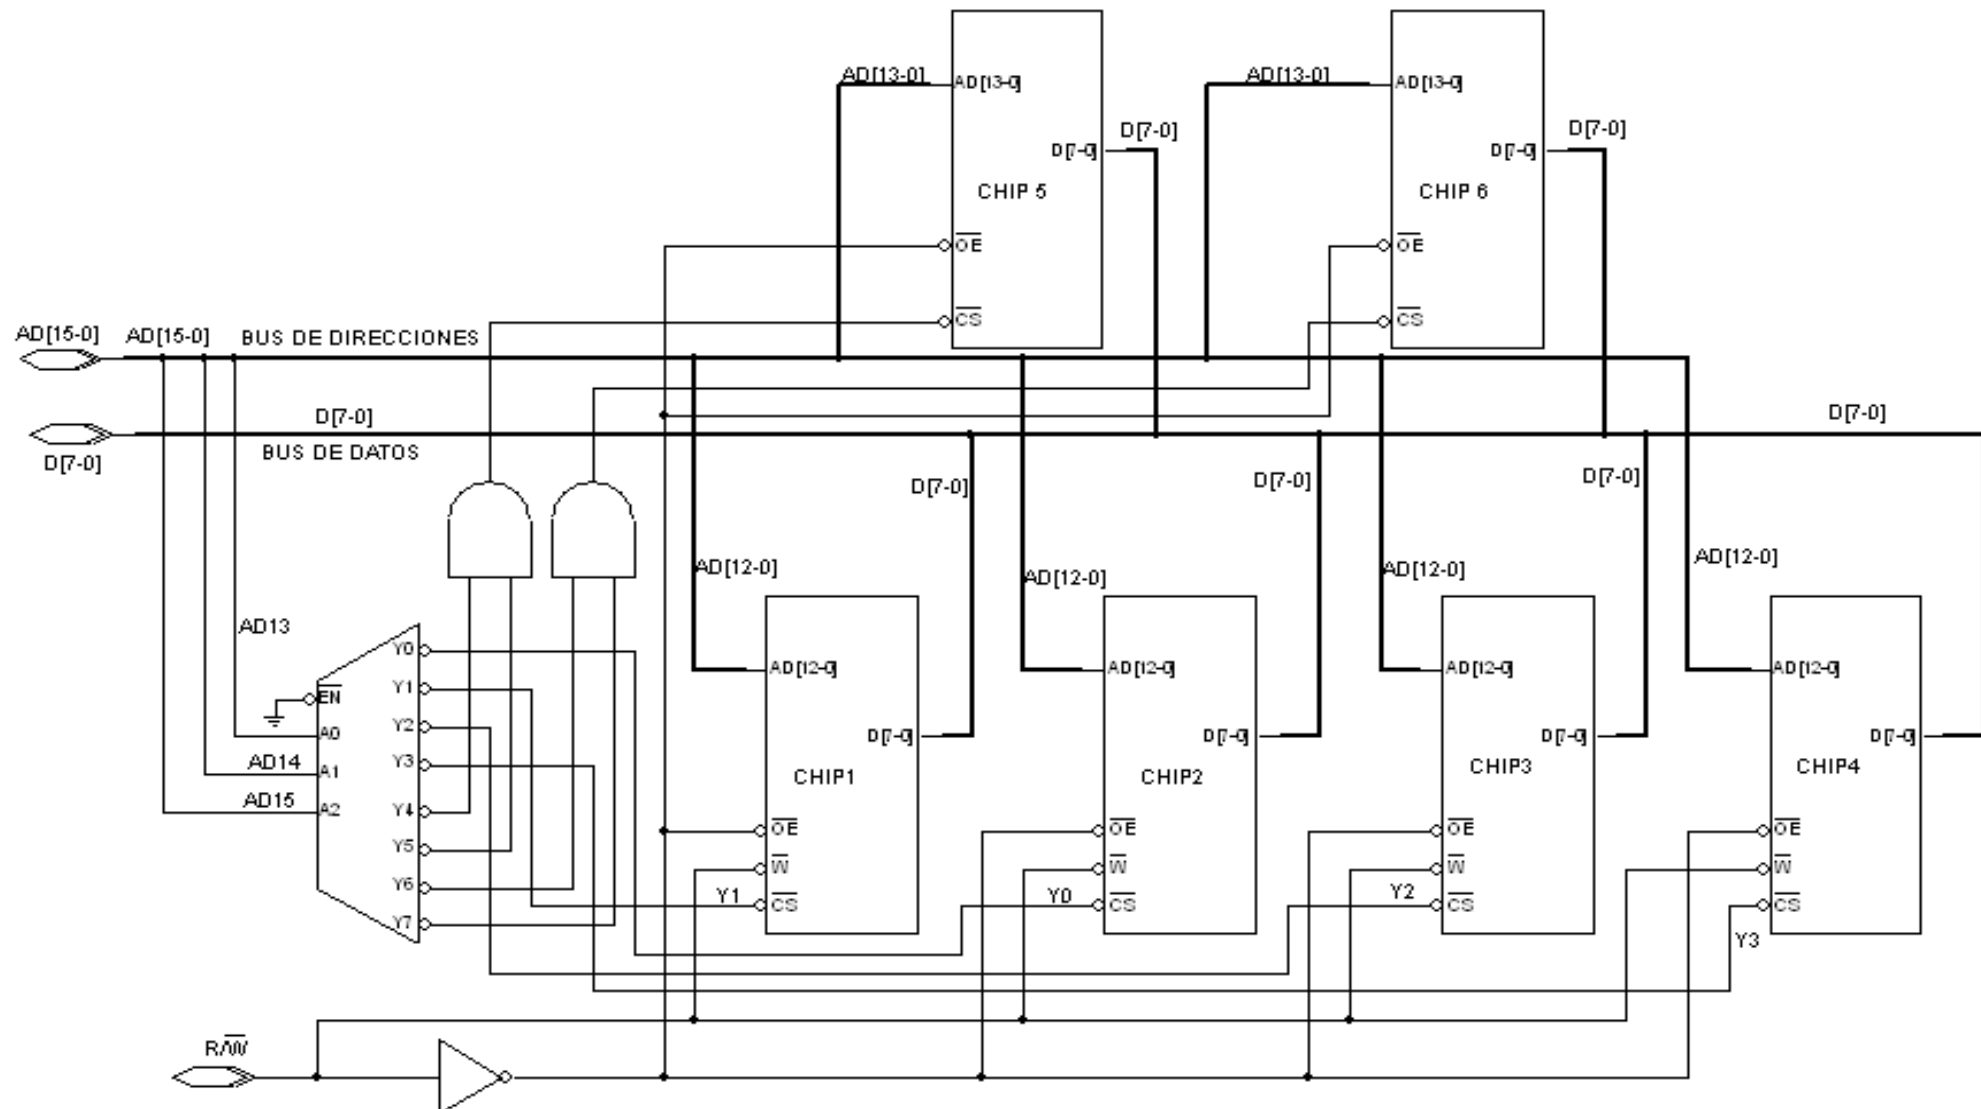 AD[13-0]
AD[13-0]
D[7-0]
D[7-0]
CHIP 5
OE
CS
AD[13-0]
AD[13-0]
D[7-0]
D[7-0]
CHIP 6
OE
CS
AD[15-0]
AD[15-0]
BUS DE DIRECCIONES
D[7-0]
D[7-0]
BUS DE DATOS
D[7-0]
D[7-0]
D[7-0]
D[7-0]
AD[12-0]
AD[12-0]
AD[12-0]
AD[12-0]
AD13
AD14
AD15
EN
A0
A1
A2
Y0
Y1
Y2
Y3
Y4
Y5
Y6
Y7
AD[12-0]
D[7-0]
CHIP1
OE
W
CS
Y1
AD[12-0]
D[7-0]
CHIP2
OE
W
CS
Y0
AD[12-0]
D[7-0]
CHIP3
OE
W
CS
Y2
AD[12-0]
D[7-0]
CHIP4
OE
W
CS
Y3
R/W